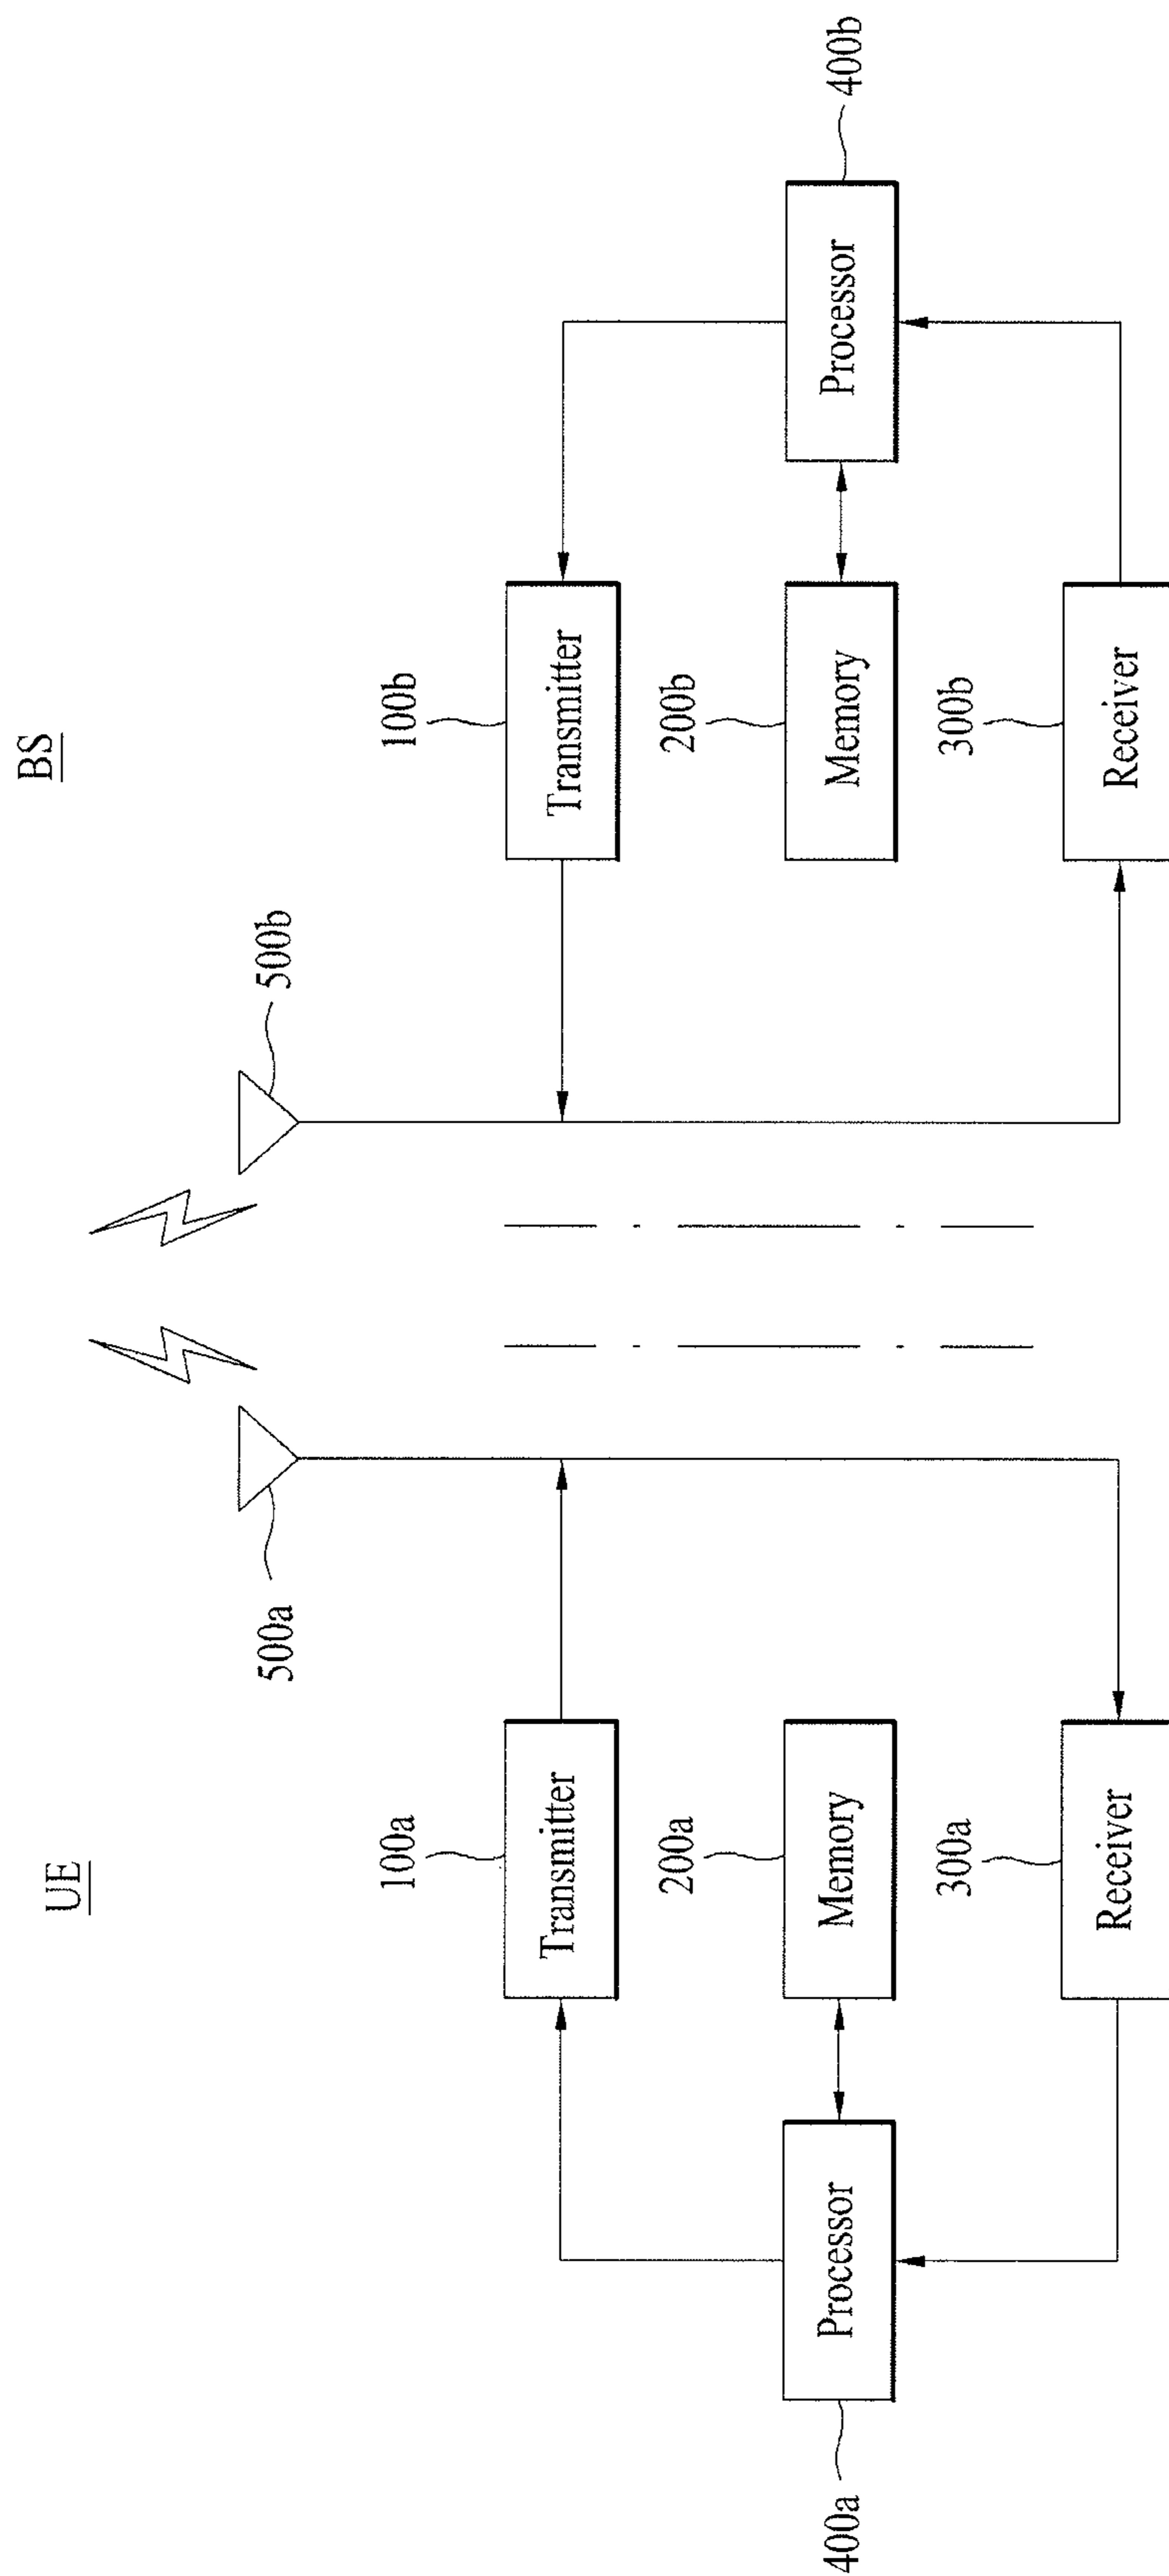 UE
BS
500a
500b
100a
Transmitter
100b
Transmitter
200a
Memory
200b
Memory
400a
Processor
Processor
400b
300a
Receiver
300b
Receiver